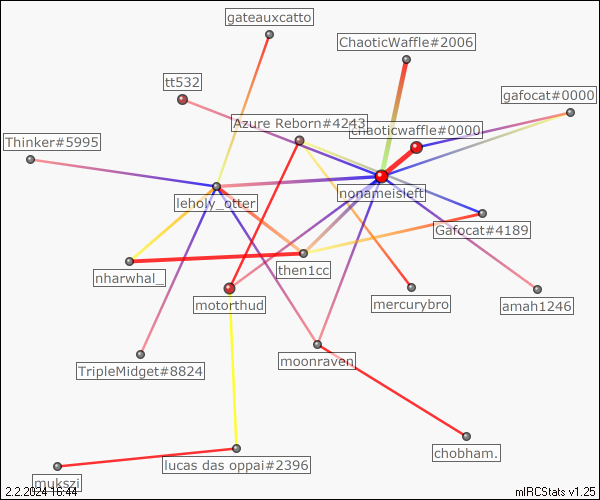 gateauxcatto
ChaoticWaffle#2006
tt532
gafocat#0000
Azure Reborn#4243
chaoticwaffle#0000
Thinker#5995
nonameisleft
leholy_otter
Gafocat#4189
then1cc
nharwhal_
motorthud
mercurybro
amah1246
moonraven
TripleMidget#8824
chobham.
lucas das oppai#2396
mukszi
2.2.2024 16:44
mIRCStats v1.25